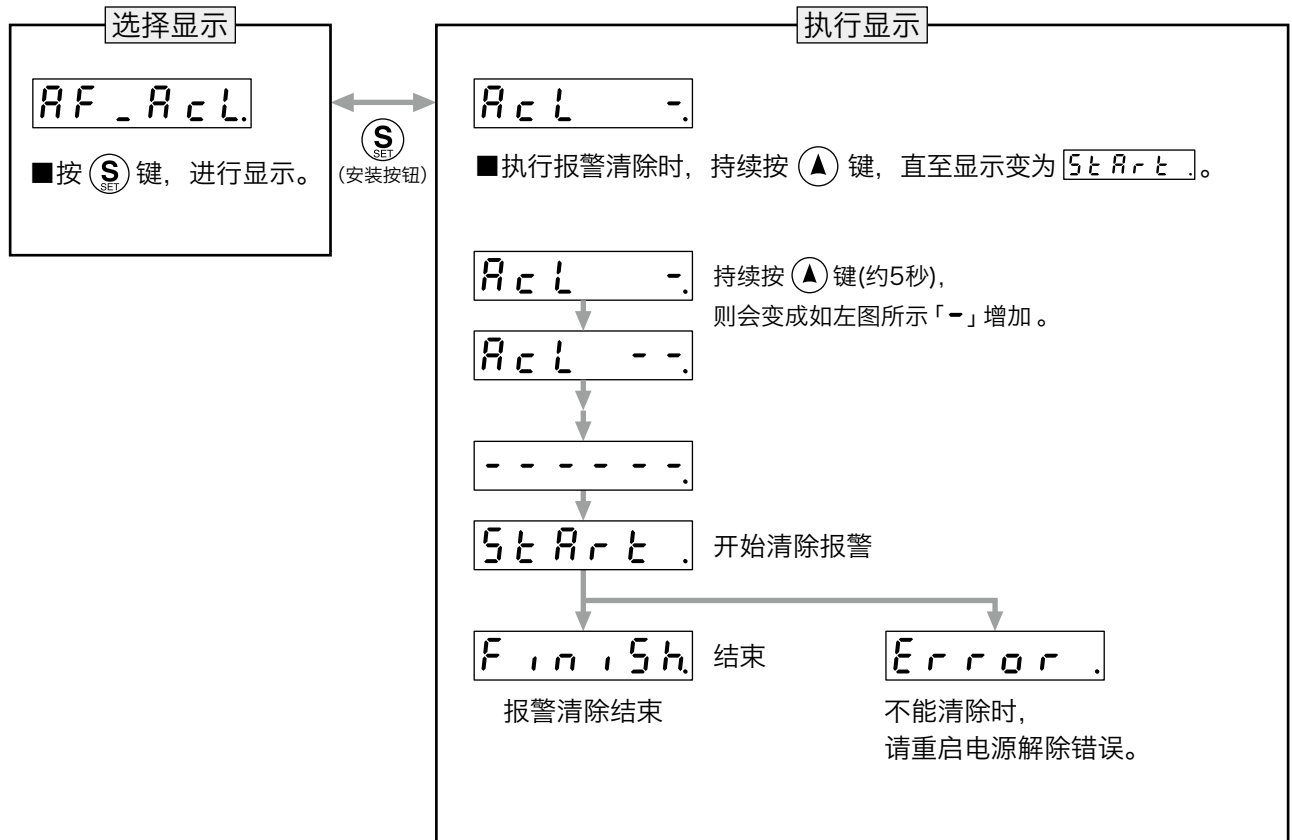 选择显示
AF_AcL.
■按 S SET 键，进行显示。
S SET
(安装按钮)
执行显示
AcL -.
■执行报警清除时，持续按 ▲ 键，直至显示变为 StArt .。
AcL -.
持续按 ▲ 键(约5秒)，
则会变成如左图所示「-」增加。
AcL --.
------.
StArt .
开始清除报警
FiniSh.
结束
报警清除结束
Error .
不能清除时，
请重启电源解除错误。